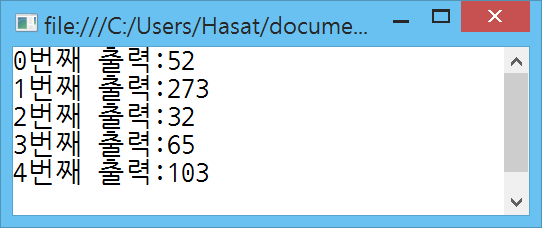 file:///C:/Users/Hasat/docume...
0번째 출력:52
1번째 출력:273
2번째 출력:32
3번째 출력:65
4번째 출력:103